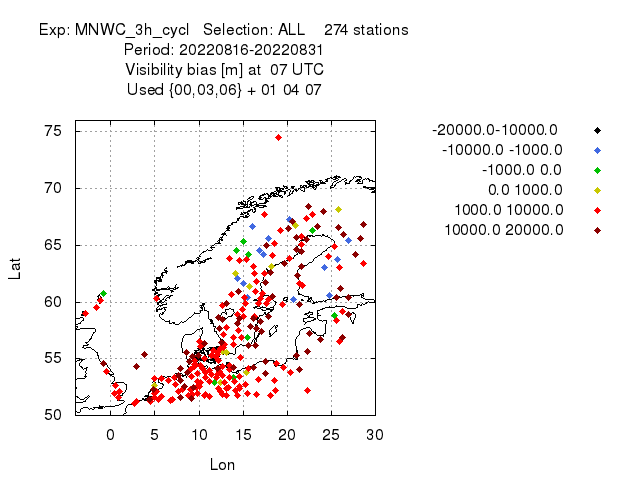 Exp: MNWC_3h_cycl   Selection: ALL    274 stations
Period: 20220816-20220831
Visibility bias [m] at  07 UTC
Used {00,03,06} + 01 04 07
-20000.0-10000.0
-10000.0 -1000.0
-1000.0 0.0
0.0 1000.0
1000.0 10000.0
10000.0 20000.0
75
70
65
60
55
50
Lat
0 5 10 15 20 25 30
Lon